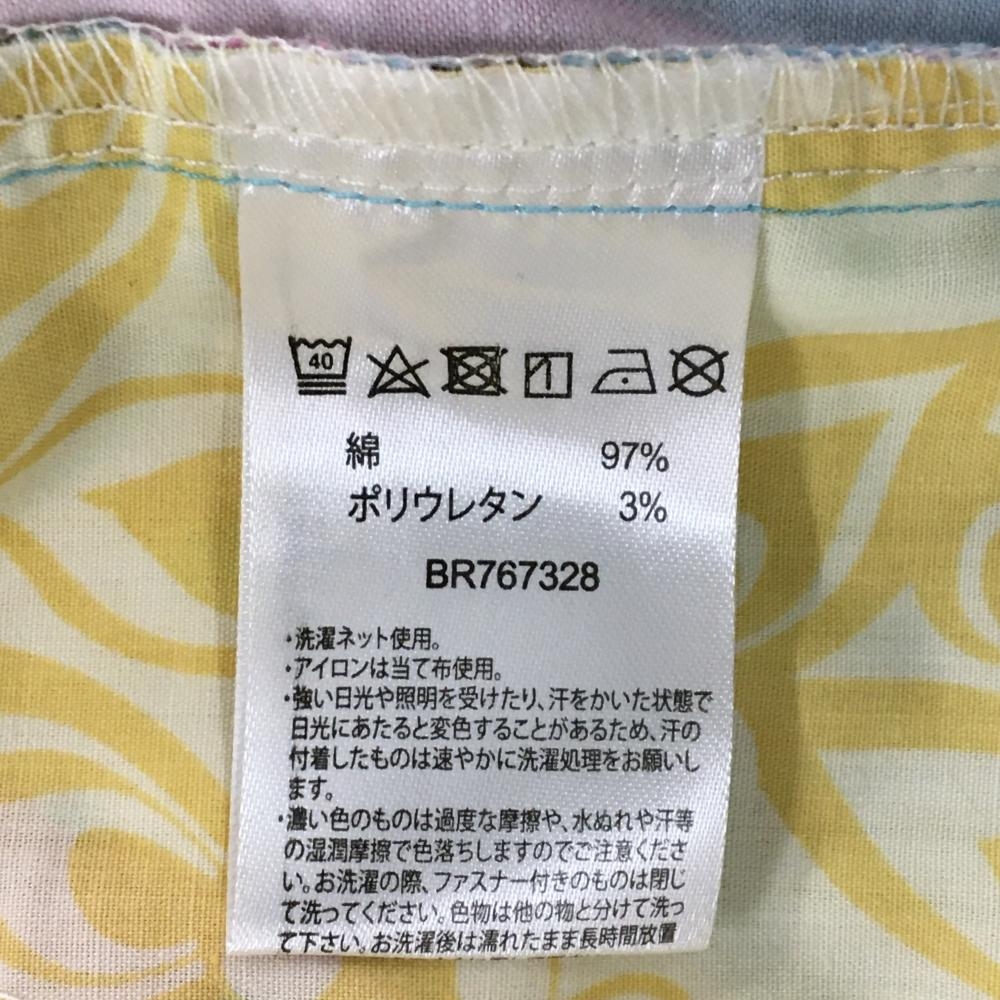 40
綿 97%
ポリウレタン 3%
BR767328
・洗濯ネット使用。
・アイロンは当て布使用。
・強い日光や照明を受けたり、汗をかいた状態で
日光にあたると変色することがあるため、汗の
付着したものは速やかに洗濯処理をお願いし
ます。
・濃い色のものは過度な摩擦や、水ぬれや汗等
の湿潤摩擦で色落ちしますのでご注意くださ
い。お洗濯の際、ファスナー付きのものは閉じ
て洗ってください。色物は他の物と分けて洗っ
て下さい。お洗濯後は濡れたまま長時間放置